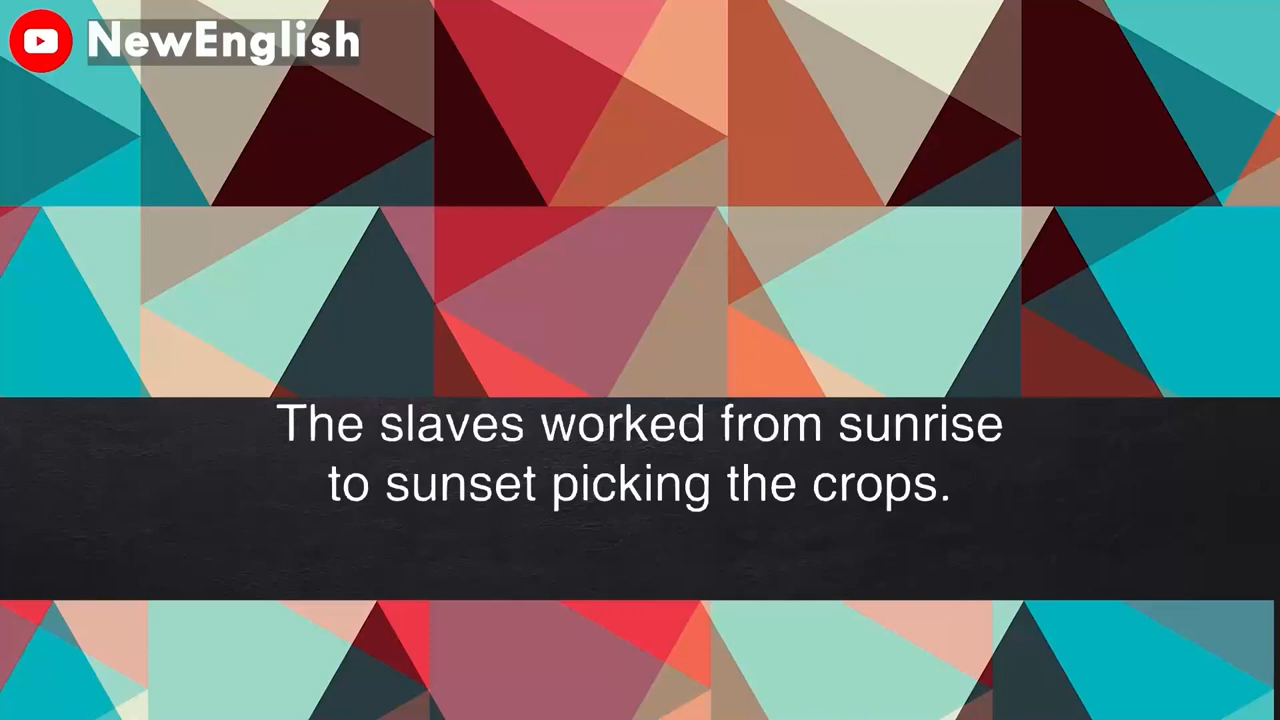 NewEnglish
The slaves worked from sunrise
to sunset picking the crops.